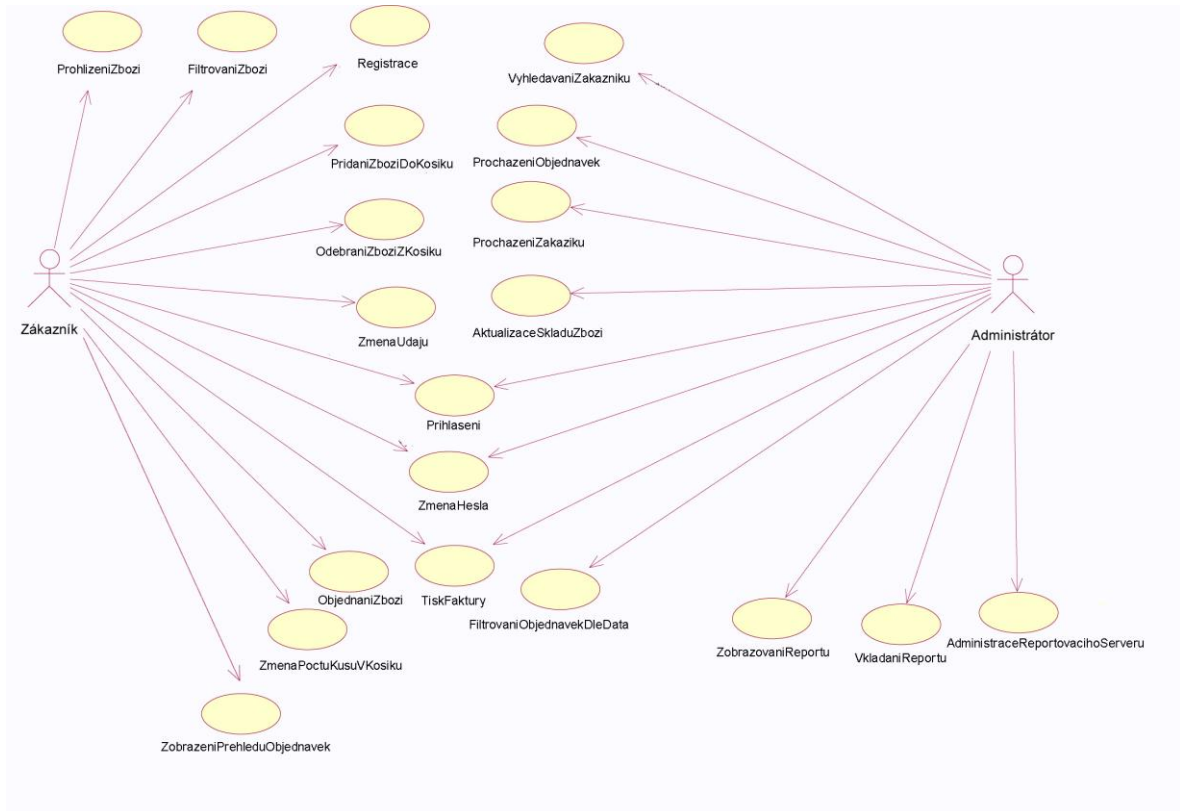 ProhlizeniZbozi
FiltrovaniZbozi
Registrace
VyhledavaniZakazniku
PridaniZboziDoKosiku
ProchazeniObjednavek
OdebraniZboziZKosiku
ProchazeniZakaziku
Zákazník
ZmenaUdaju
AktualizaceSkladuZbozi
Administrátor
Prihlaseni
ZmenaHesla
ObjednaniZbozi
TiskFaktury
FiltrovaniObjednavekDleData
ZmenaPoctuKusuVKosiku
ZobrazovaniReportu
VkladaniReportu
AdministraceReportovacihoServeru
ZobrazeniPrehleduObjednavek